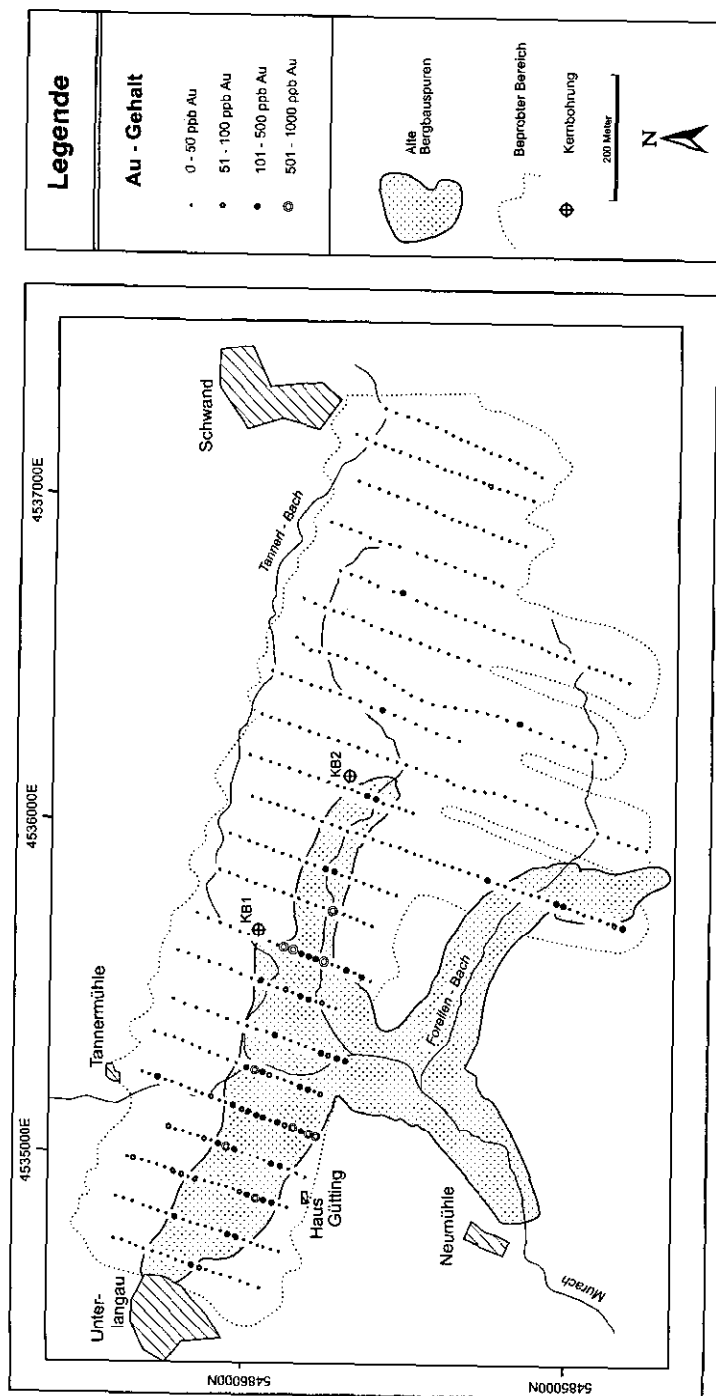 Legende
Au - Gehalt
0 - 50 ppb Au
51 - 100 ppb Au
101 - 500 ppb Au
501 - 1000 ppb Au
Alte
Bergbauspuren
Beprobter Bereich
Kernbohrung
200 Meter
N
4535000E
4536000E
4537000E
5486000N
5485000N
Unter-
langau
Tannermühle
Schwand
Tannerl - Bach
KB1
KB2
Haus
Gütting
Neumühle
Forellen - Bach
Murach